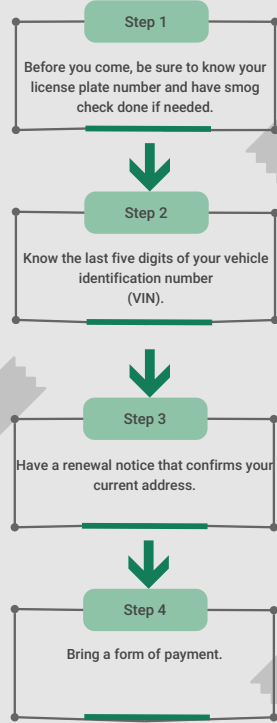 Step 1
Before you come, be sure to know your
license plate number and have smog
check done if needed.
Step 2
Know the last five digits of your vehicle
identification number
(VIN).
Step 3
Have a renewal notice that confirms your
current address.
Step 4
Bring a form of payment.